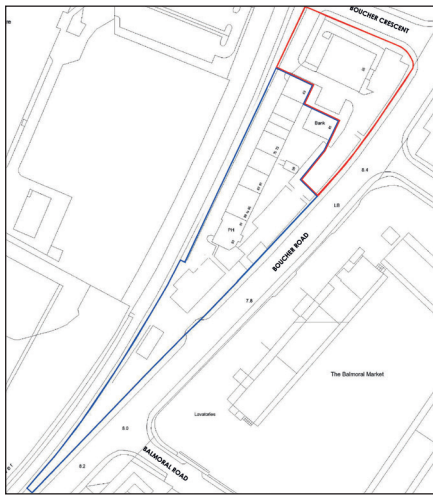 BOUCHER CRESCENT
Bank
8.4
LB
PH
BOUCHER ROAD
7.8
The Balmoral Market
Lavatories
8.0
BALMORAL ROAD
8.2